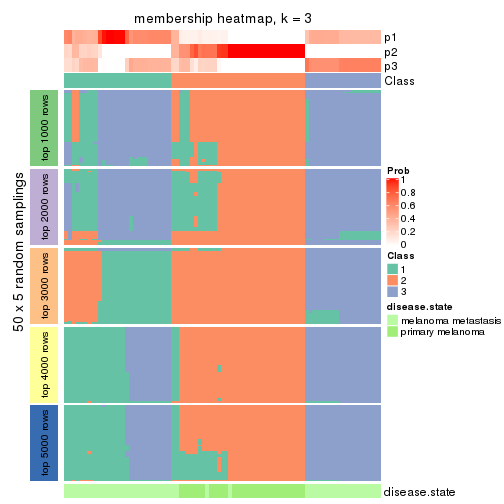 membership heatmap, k = 3
p1
p2
p3
Class
50 x 5 random samplings
top 1000 rows
top 2000 rows
top 3000 rows
top 4000 rows
top 5000 rows
Prob
1
0.8
0.6
0.4
0.2
0
Class
1
2
3
disease.state
melanoma metastasis
primary melanoma
disease.state